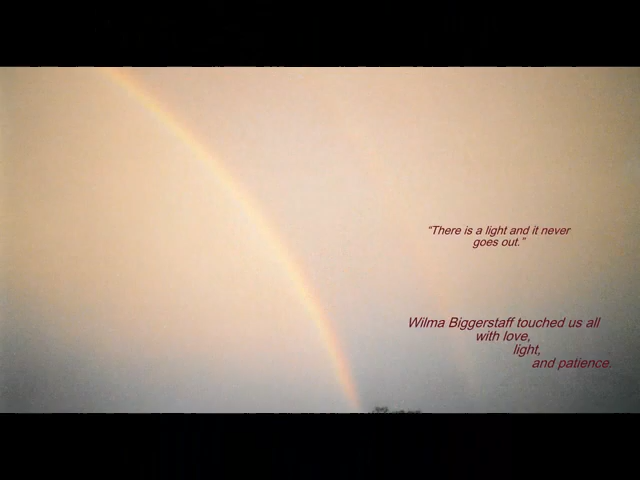 “There is a light and it never
goes out.”
Wilma Biggerstaff touched us all
with love,
light,
and patience.